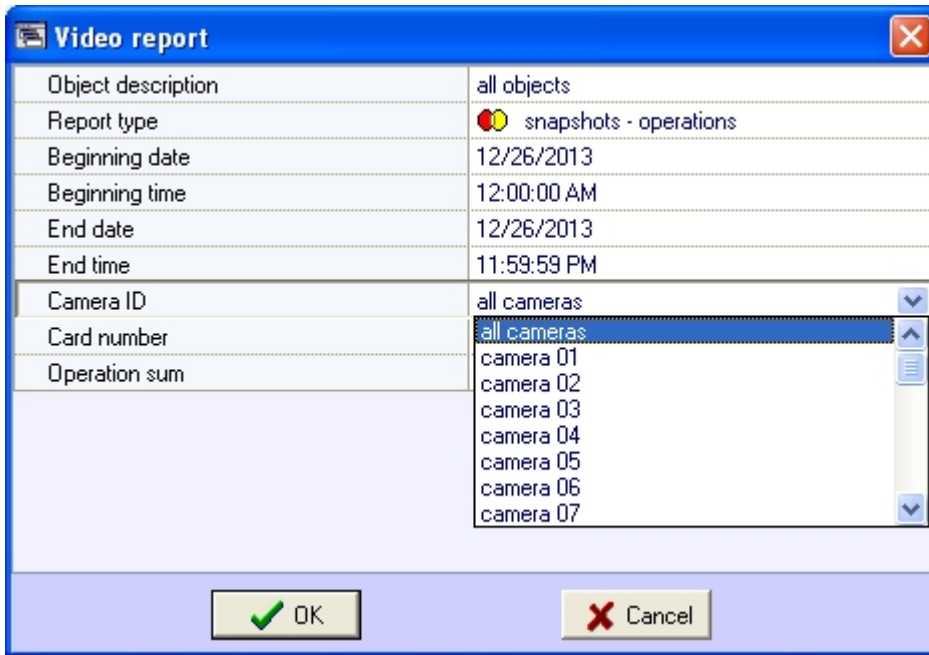 Video report
Object description all objects
Report type snapshots - operations
Beginning date 12/26/2013
Beginning time 12:00:00 AM
End date 12/26/2013
End time 11:59:59 PM
Camera ID all cameras
Card number all cameras
camera 01
Operation sum camera 02
camera 03
camera 04
camera 05
camera 06
camera 07
OK Cancel